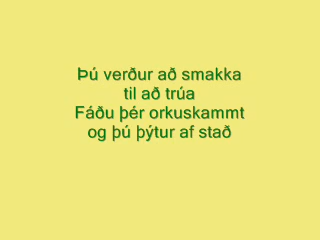 Þú verður að smakka
til að trúa
Fáðu þér orkuskammt
og þú þýtur af stað